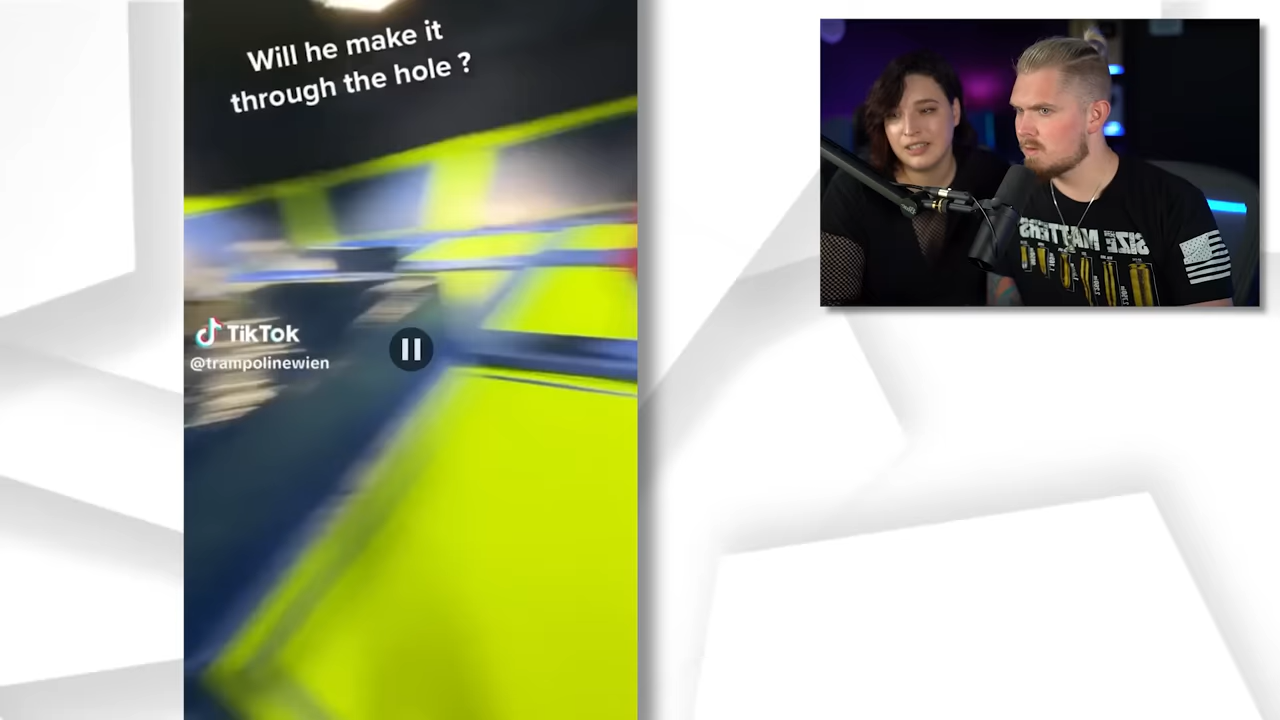 Will he make it
through the hole ?
TikTok
@trampolinewien
SIZE MATTERS